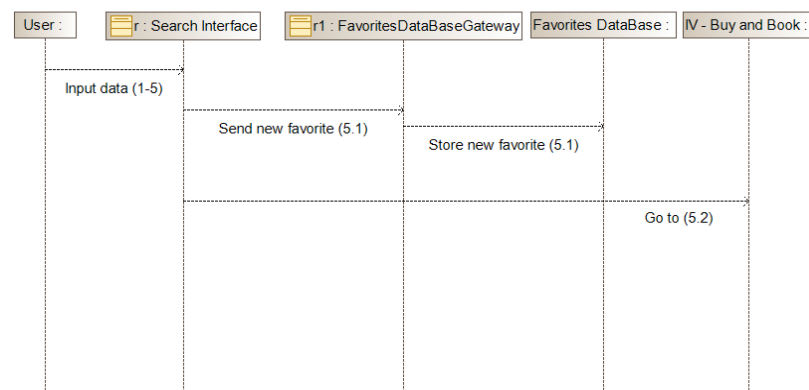 User :
r : Search Interface
r1 : FavoritesDataBaseGateway
Favorites DataBase :
IV - Buy and Book :
Input data (1-5)
Send new favorite (5.1)
Store new favorite (5.1)
Go to (5.2)